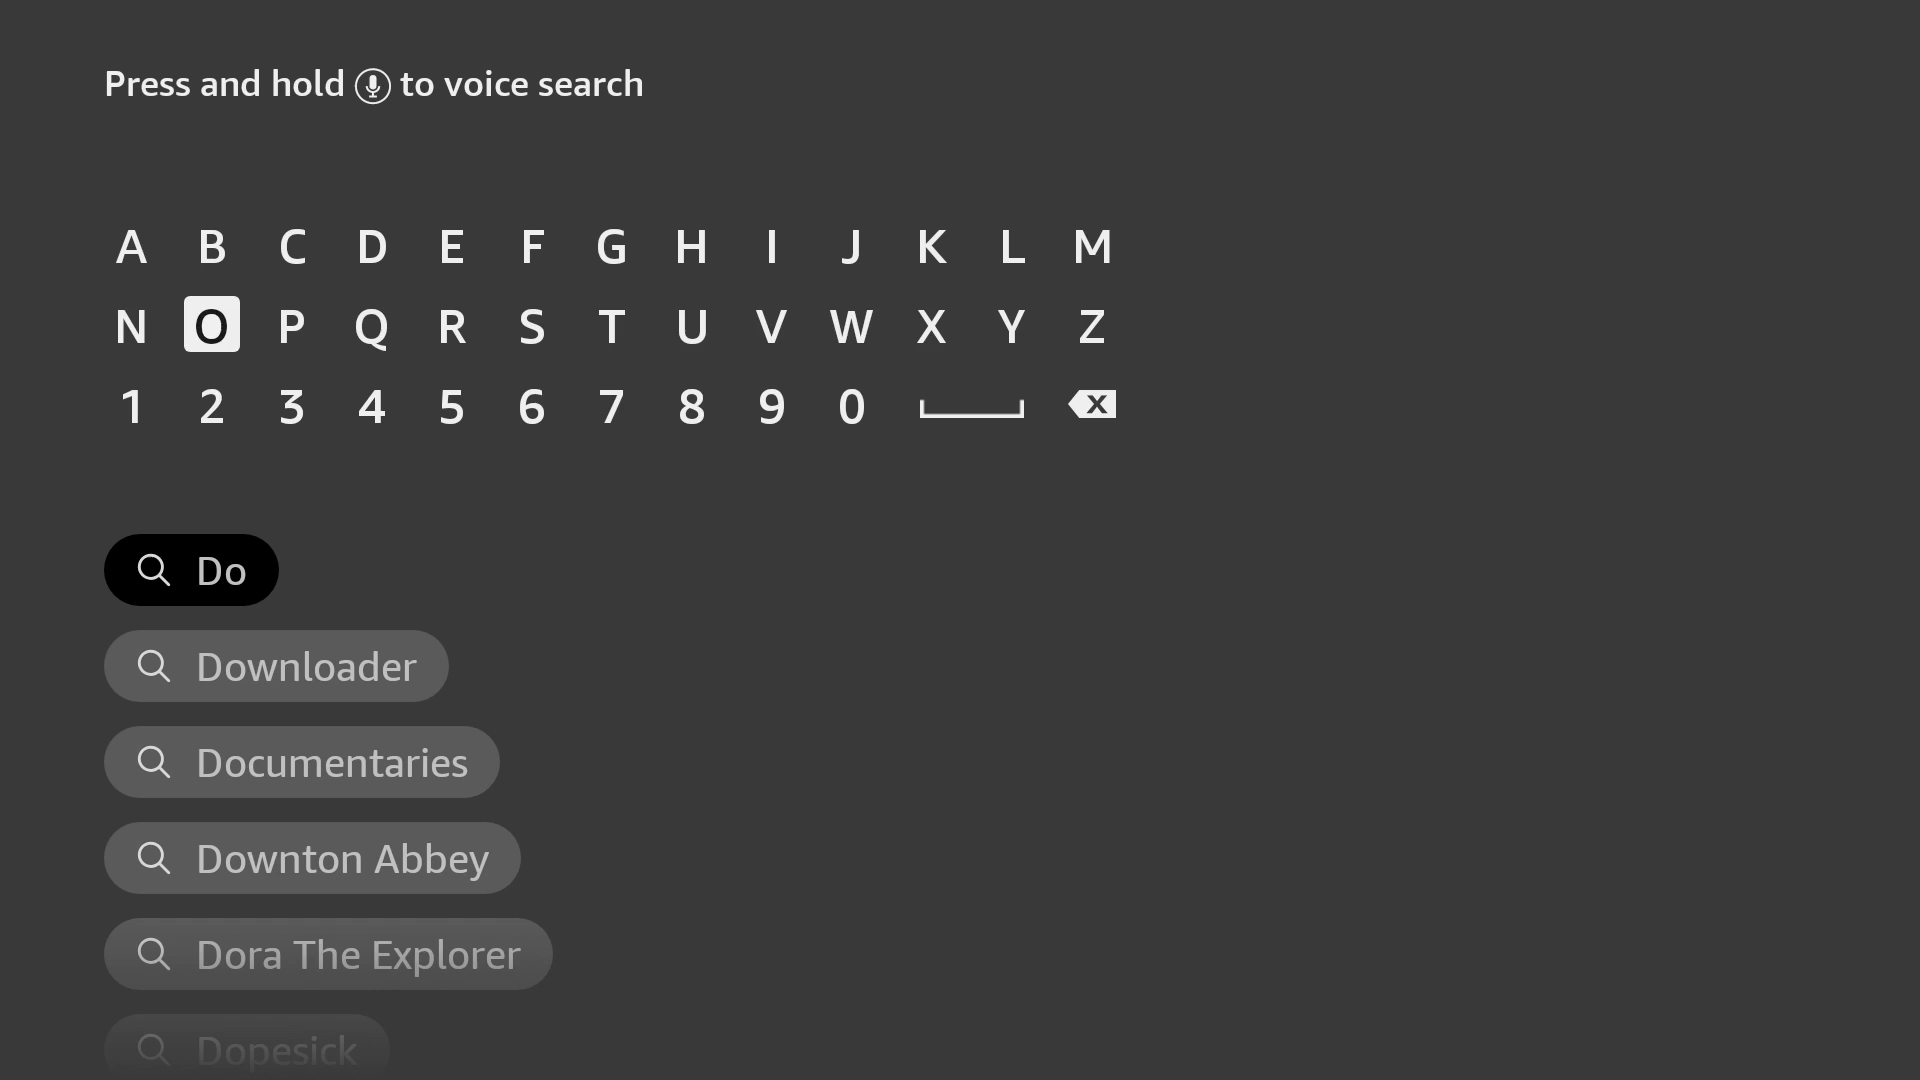 Press and hold to voice search
A B C D E F G H I J K L M
N O P Q R S T U V W X Y Z
1 2 3 4 5 6 7 8 9 0
Do
Downloader
Documentaries
Downton Abbey
Dora The Explorer
Dopesick